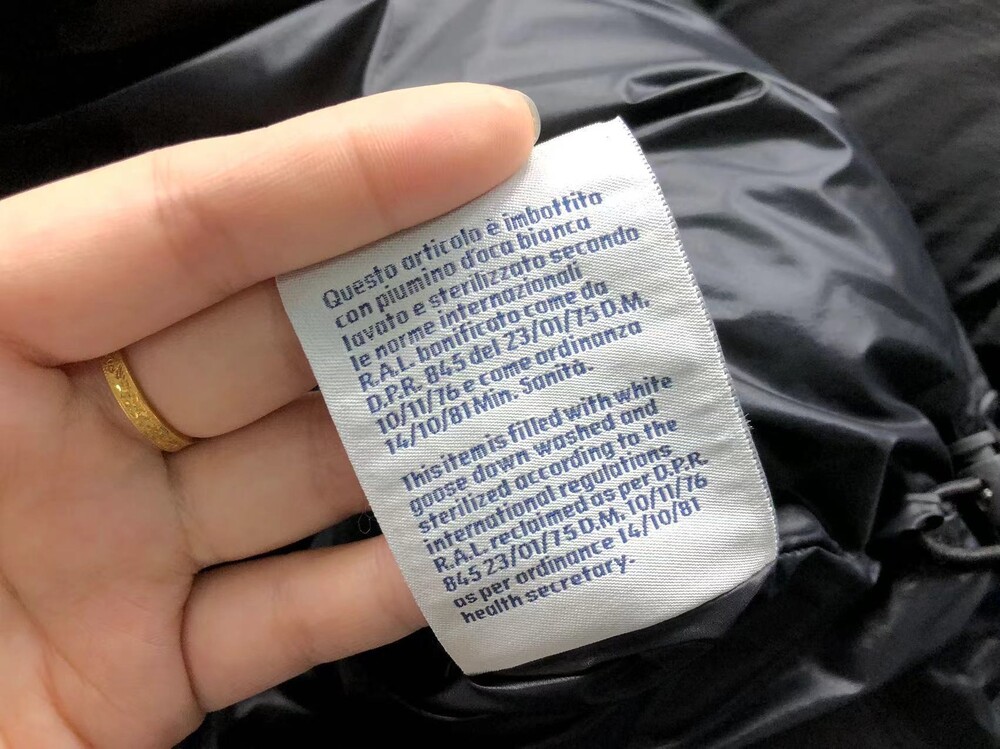 Questo articolo è imbottito
con piumino d'oca bianca
lavato e sterilizzato secondo
le norme internazionali
R.A.L. bonificato come da
D.P.R. 845 del 23/01/75 D.M.
10/11/76 e come ordinanza
14/10/81 Min. Sanità.
This item is filled with white
goose down washed and
sterilized according to the
international regulations
R.A.L. reclaimed as per D.P.R
845 23/01/75 D.M. 10/11/76
as per ordinance 14/10/81
health secretary.